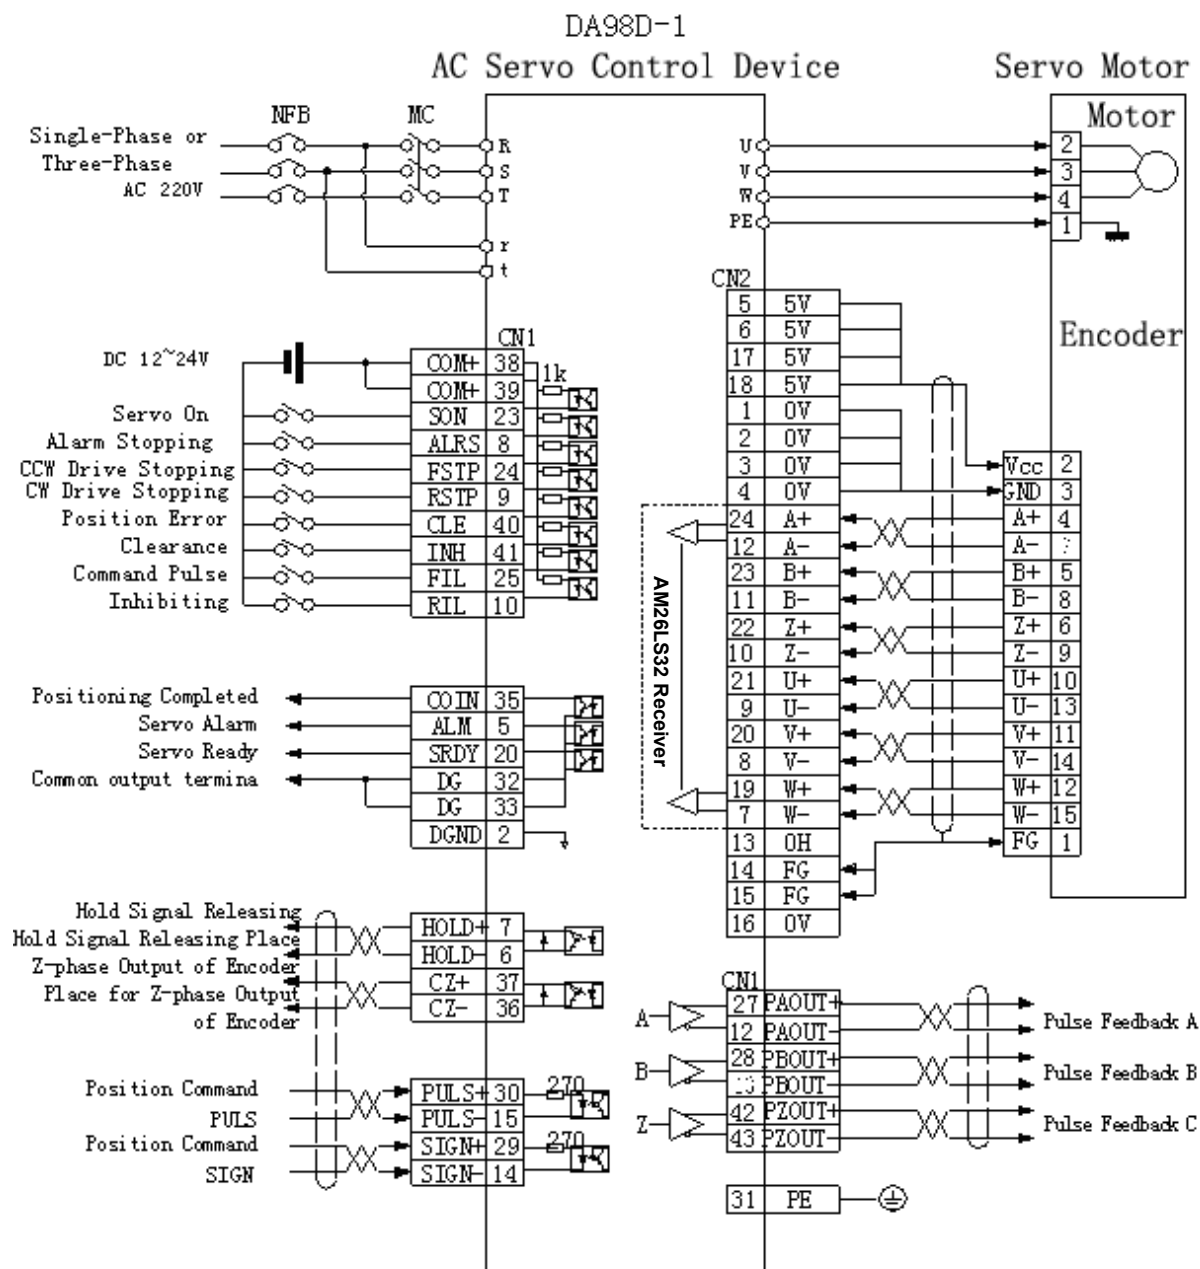 DA98D-1
AC Servo Control Device
Servo Motor
NFB
MC
Single-Phase or
Three-Phase
AC 220V
R
S
T
r
t
U
V
W
PE
Motor
2
3
4
1
Encoder
DC 12~24V
CN1
COM+ 38
COM+ 39
1k
Servo On
SON 23
Alarm Stopping
ALRS 8
CCW Drive Stopping
FSTP 24
CW Drive Stopping
RSTP 9
Position Error
CLE 40
Clearance
INH 41
Command Pulse
FIL 25
Inhibiting
RIL 10
Positioning Completed
COIN 35
Servo Alarm
ALM 5
Servo Ready
SRDY 20
Common output termina
DG 32
DG 33
DGND 2
Hold Signal Releasing
HOLD+ 7
Hold Signal Releasing Place
HOLD- 6
Z-phase Output of Encoder
CZ+ 37
Place for Z-phase Output
of Encoder
CZ- 36
Position Command
PULS+ 30
270
PULS
PULS- 15
Position Command
SIGN+ 29
270
SIGN
SIGN- 14
CN2
5 5V
6 5V
17 5V
18 5V
1 0V
2 0V
3 0V
4 0V
24 A+
12 A-
23 B+
11 B-
22 Z+
10 Z-
21 U+
9 U-
20 V+
8 V-
19 W+
7 W-
13 OH
14 FG
15 FG
16 0V
AM26LS32 Receiver
Vcc 2
GND 3
A+ 4
A-
B+ 5
B- 8
Z+ 6
Z- 9
U+ 10
U- 13
V+ 11
V- 14
W+ 12
W- 15
FG 1
CN1
A
27 PAOUT+
12 PAOUT-
Pulse Feedback A
B
28 PBOUT+
PBOUT-
Pulse Feedback B
Z
42 PZOUT+
43 PZOUT-
Pulse Feedback C
31 PE